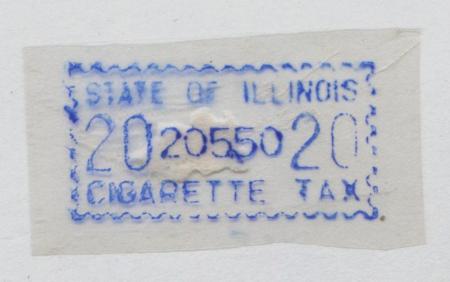 STATE OF ILLINOIS
20 20550 20
CIGARETTE TAX